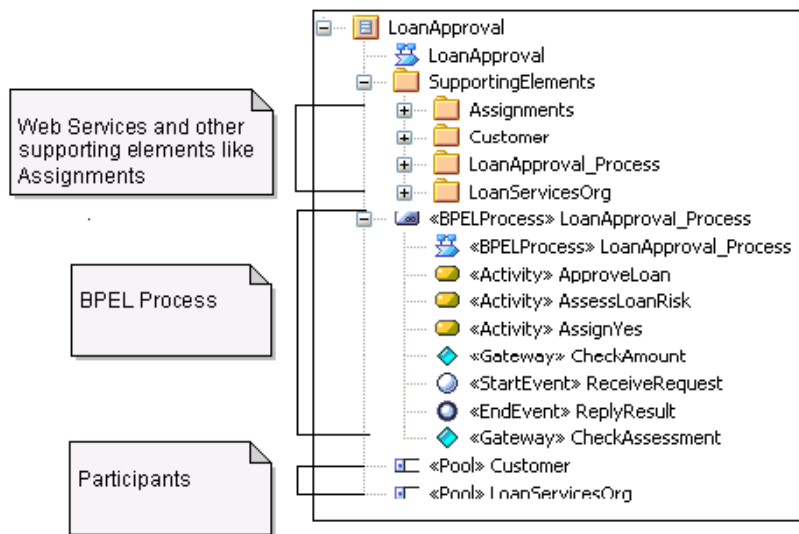 LoanApproval
LoanApproval
SupportingElements
Assignments
Customer
LoanApproval_Process
LoanServicesOrg
«BPELProcess» LoanApproval_Process
«BPELProcess» LoanApproval_Process
«Activity» ApproveLoan
«Activity» AssessLoanRisk
«Activity» AssignYes
«Gateway» CheckAmount
«StartEvent» ReceiveRequest
«EndEvent» ReplyResult
«Gateway» CheckAssessment
«Pool» Customer
«Pool» LoanServicesOrg
Web Services and other
supporting elements like
Assignments
BPEL Process
Participants